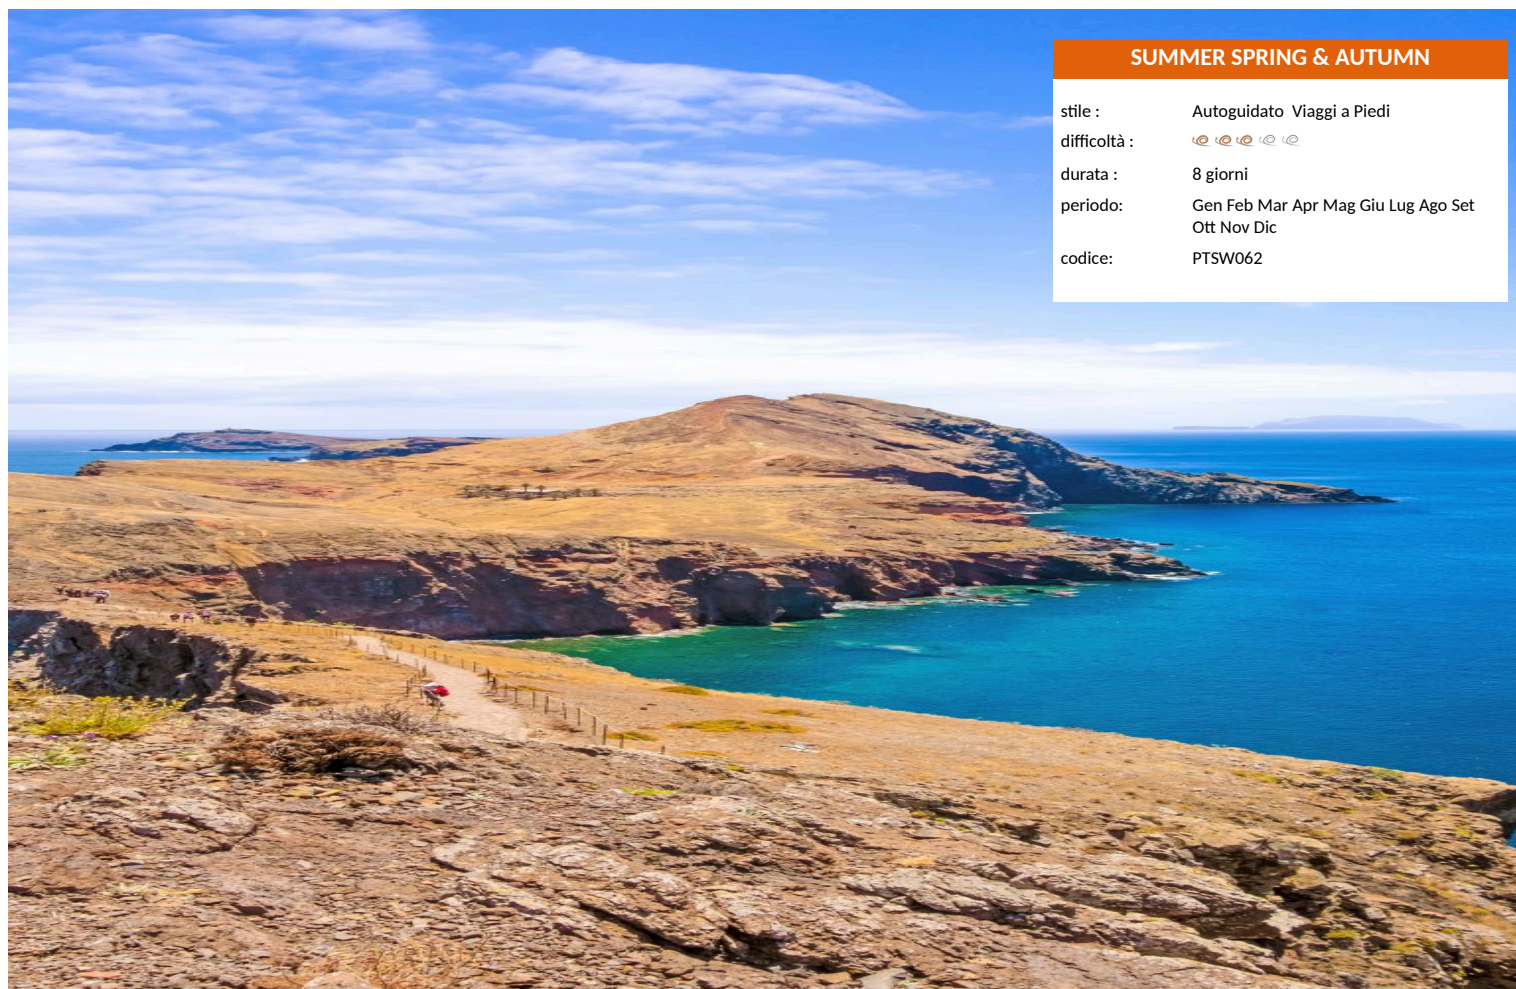 SUMMER SPRING & AUTUMN
stile : Autoguidato  Viaggi a Piedi
difficoltà :
durata : 8 giorni
periodo: Gen Feb Mar Apr Mag Giu Lug Ago Set
Ott Nov Dic
codice: PTSW062